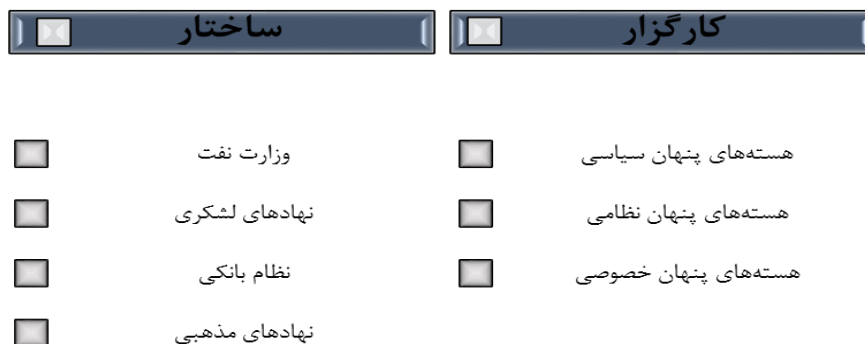 کارگزار
هسته‌های پنهان سیاسی
هسته‌های پنهان نظامی
هسته‌های پنهان خصوصی
ساختار
وزارت نفت
نهادهای لشکری
نظام بانکی
نهادهای مذهبی